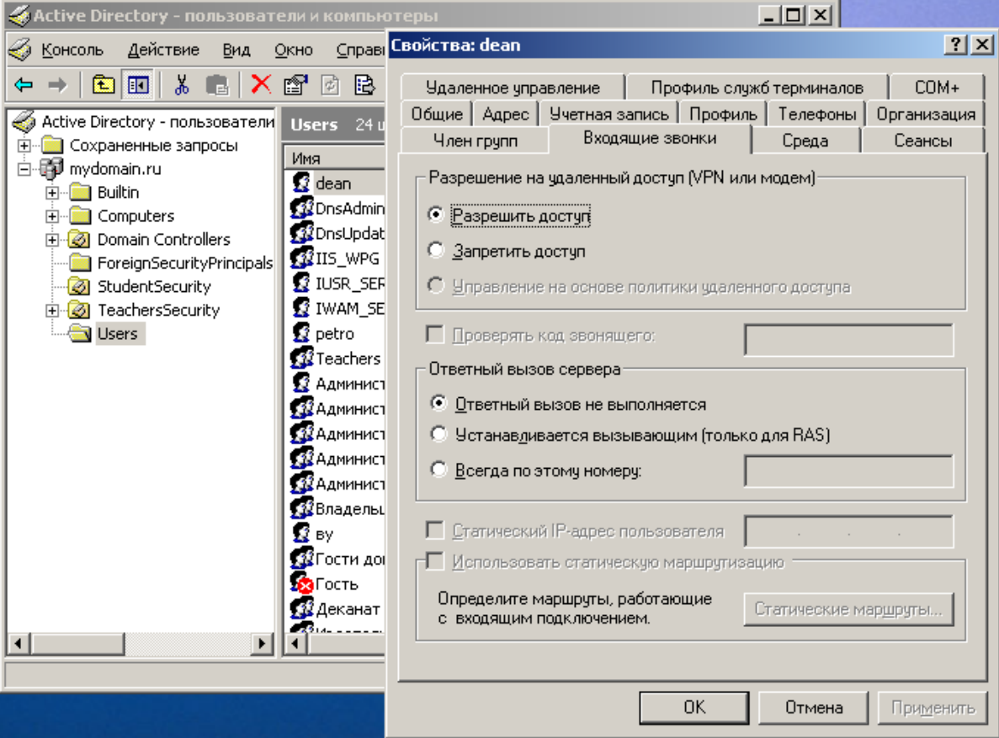 Active Directory - пользователи и компьютеры
Консоль Действие Вид Окно
Active Directory - пользователи
Сохраненные запросы
mydomain.ru
Builtin
Computers
Domain Controllers
ForeignSecurityPrincipals
StudentSecurity
TeachersSecurity
Users
Users 24
Имя
dean
DnsAdmin
DnsUpdat
IIS_WPG
IUSR_SER
IWAM_SE
petro
Teachers
Админист
Админист
Админист
Админист
Админист
Владельц
ву
Гости до
Гость
Деканат
Свойства: dean
Удаленное управление Профиль служб терминалов COM+
Общие Адрес Учетная запись Профиль Телефоны Организация
Член групп Входящие звонки Среда Сеансы
Разрешение на удаленный доступ (VPN или модем)
Разрешить доступ
Запретить доступ
Управление на основе политики удаленного доступа
Проверять код звонящего:
Ответный вызов сервера
Ответный вызов не выполняется
Устанавливается вызывающим (только для RAS)
Всегда по этому номеру:
Статический IP-адрес пользователя
Использовать статическую маршрутизацию
Определите маршруты, работающие
с входящим подключением.
Статические маршруты...
OK Отмена Применить